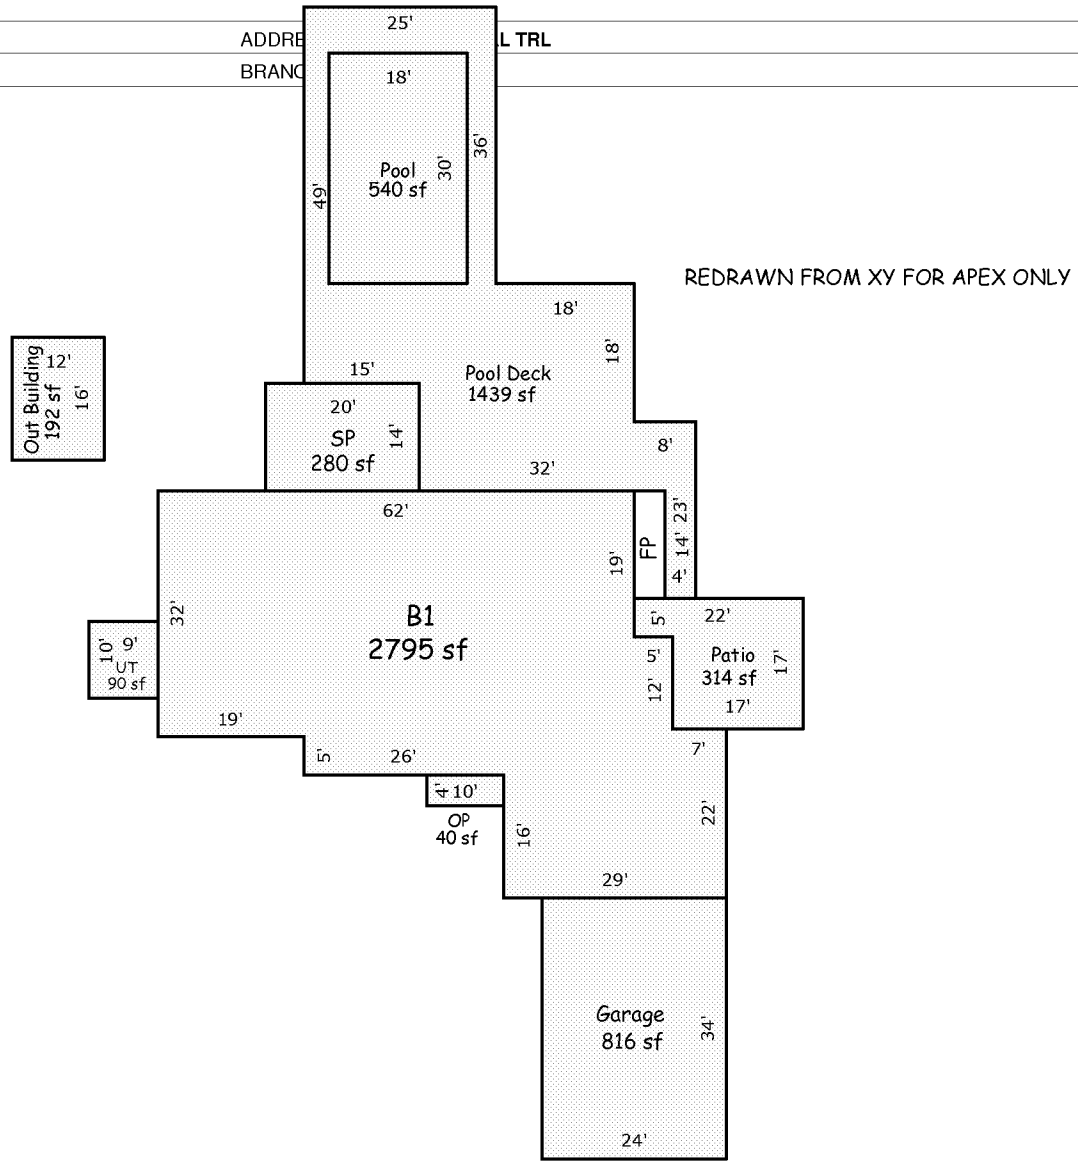 25'
ADDRE L TRL
BRANC
18'
36'
Pool
540 sf
30'
49'
REDRAWN FROM XY FOR APEX ONLY
18'
18'
15'
Pool Deck
1439 sf
Out Building
192 sf
12'
16'
20'
SP
280 sf
14'
8'
32'
62'
23'
14'
4'
FP
19'
32'
B1
2795 sf
5'
22'
10'
9'
UT
90 sf
5'
12'
Patio
314 sf
17'
17'
19'
5'
26'
7'
4'
10'
OP
40 sf
16'
22'
29'
Garage
816 sf
34'
24'